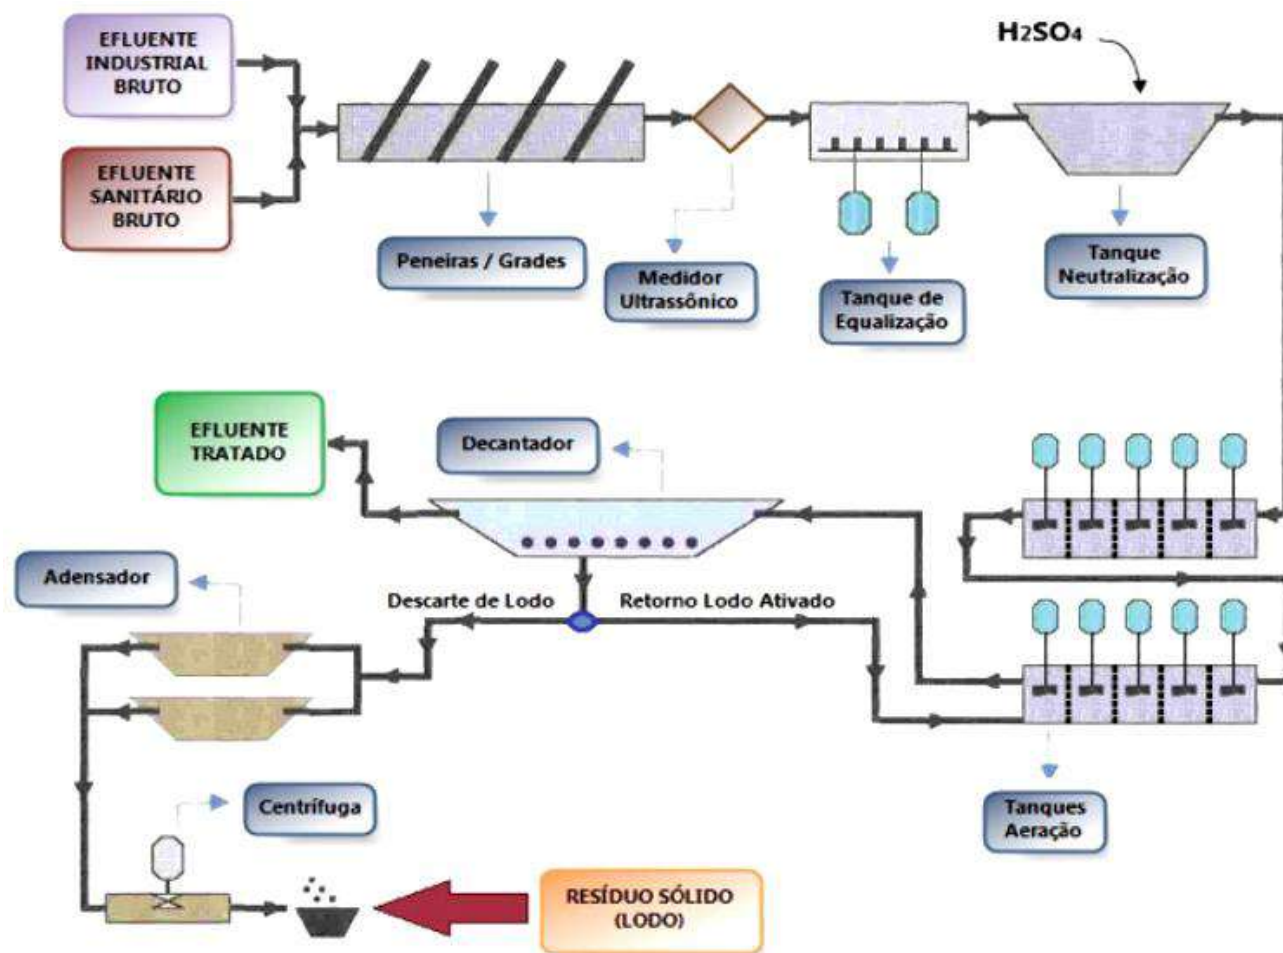 EFLUENTE
INDUSTRIAL
BRUTO
H2SO4
EFLUENTE
SANITÁRIO
BRUTO
Peneiras / Grades
Medidor
Ultrassônico
Tanque de
Equalização
Tanque
Neutralização
EFLUENTE
TRATADO
Decantador
Adensador
Descarte de Lodo
Retorno Lodo Ativado
Centrífuga
Tanques
Aeração
RESÍDUO SÓLIDO
(LODO)